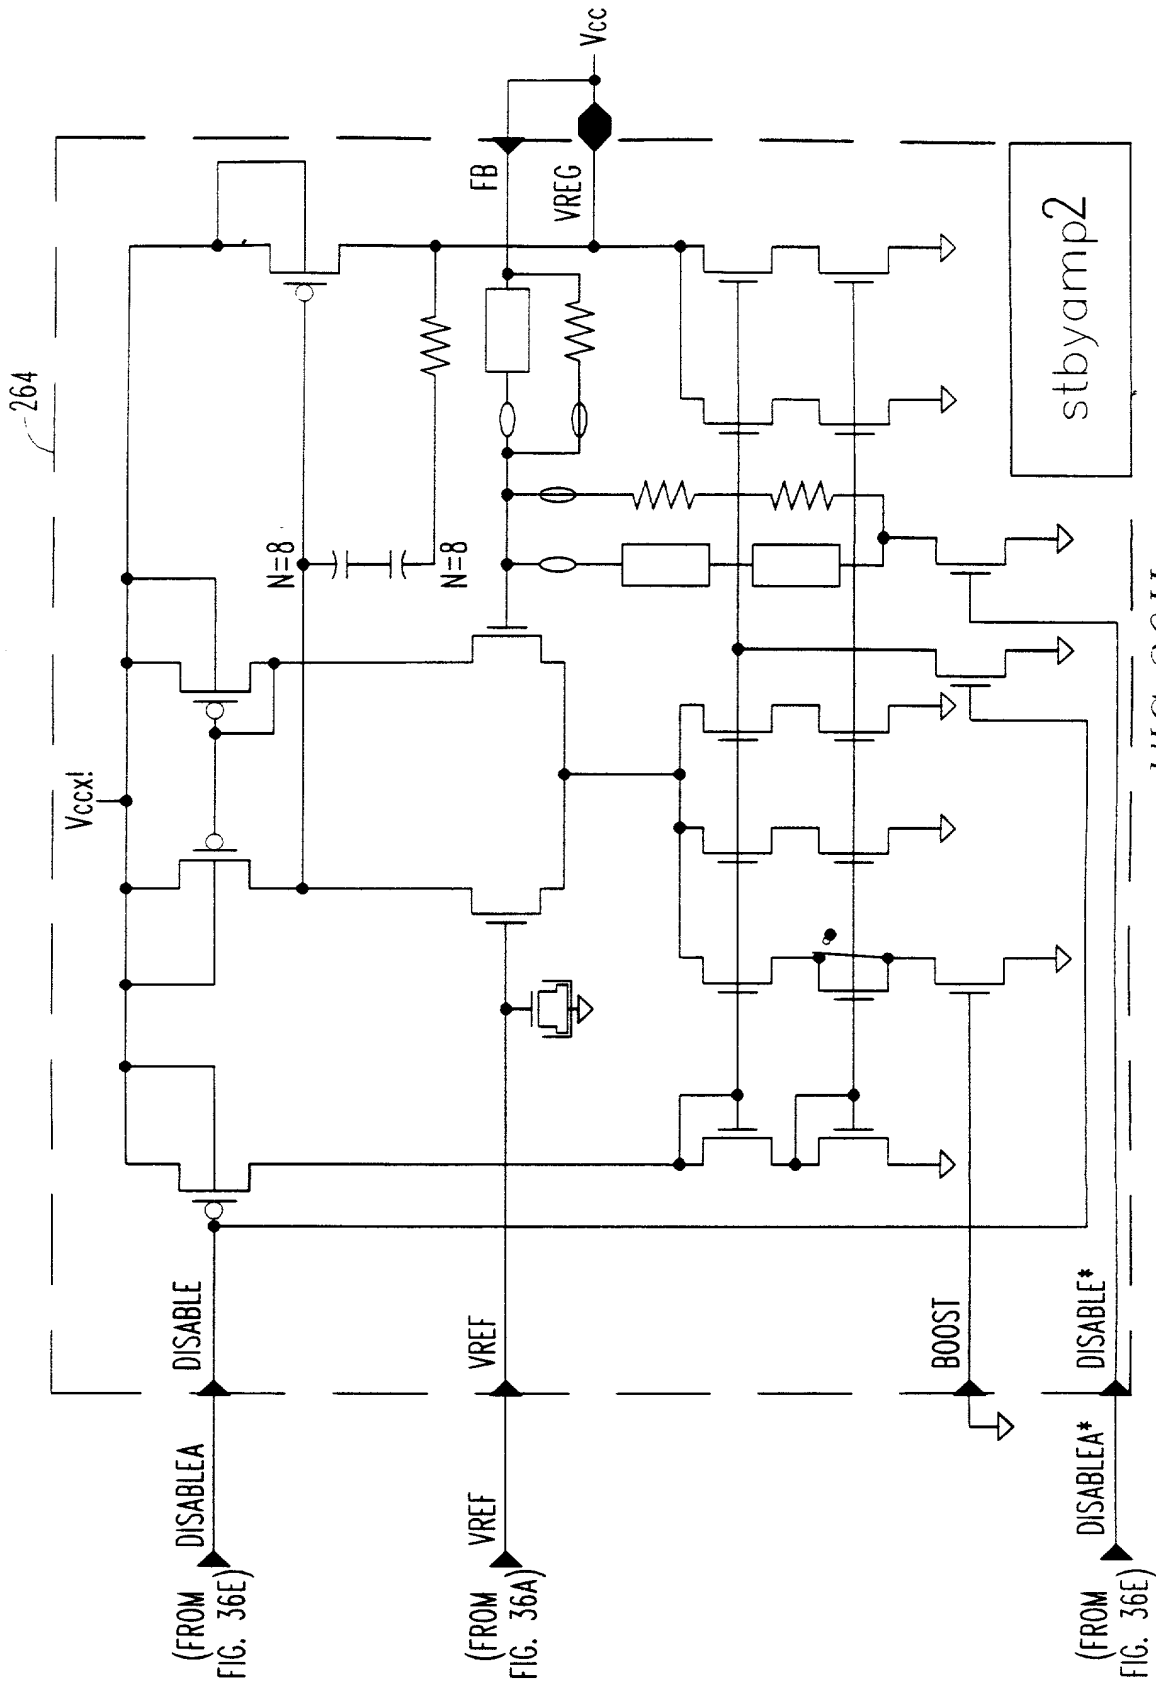 264
Vccx!
N=8
N=8
FB
VREG
Vcc
(FROM
FIG. 36E)
DISABLEA
DISABLE
(FROM
FIG. 36A)
VREF
VREF
BOOST
(FROM
FIG. 36E)
DISABLEA*
DISABLE*
stbyamp2